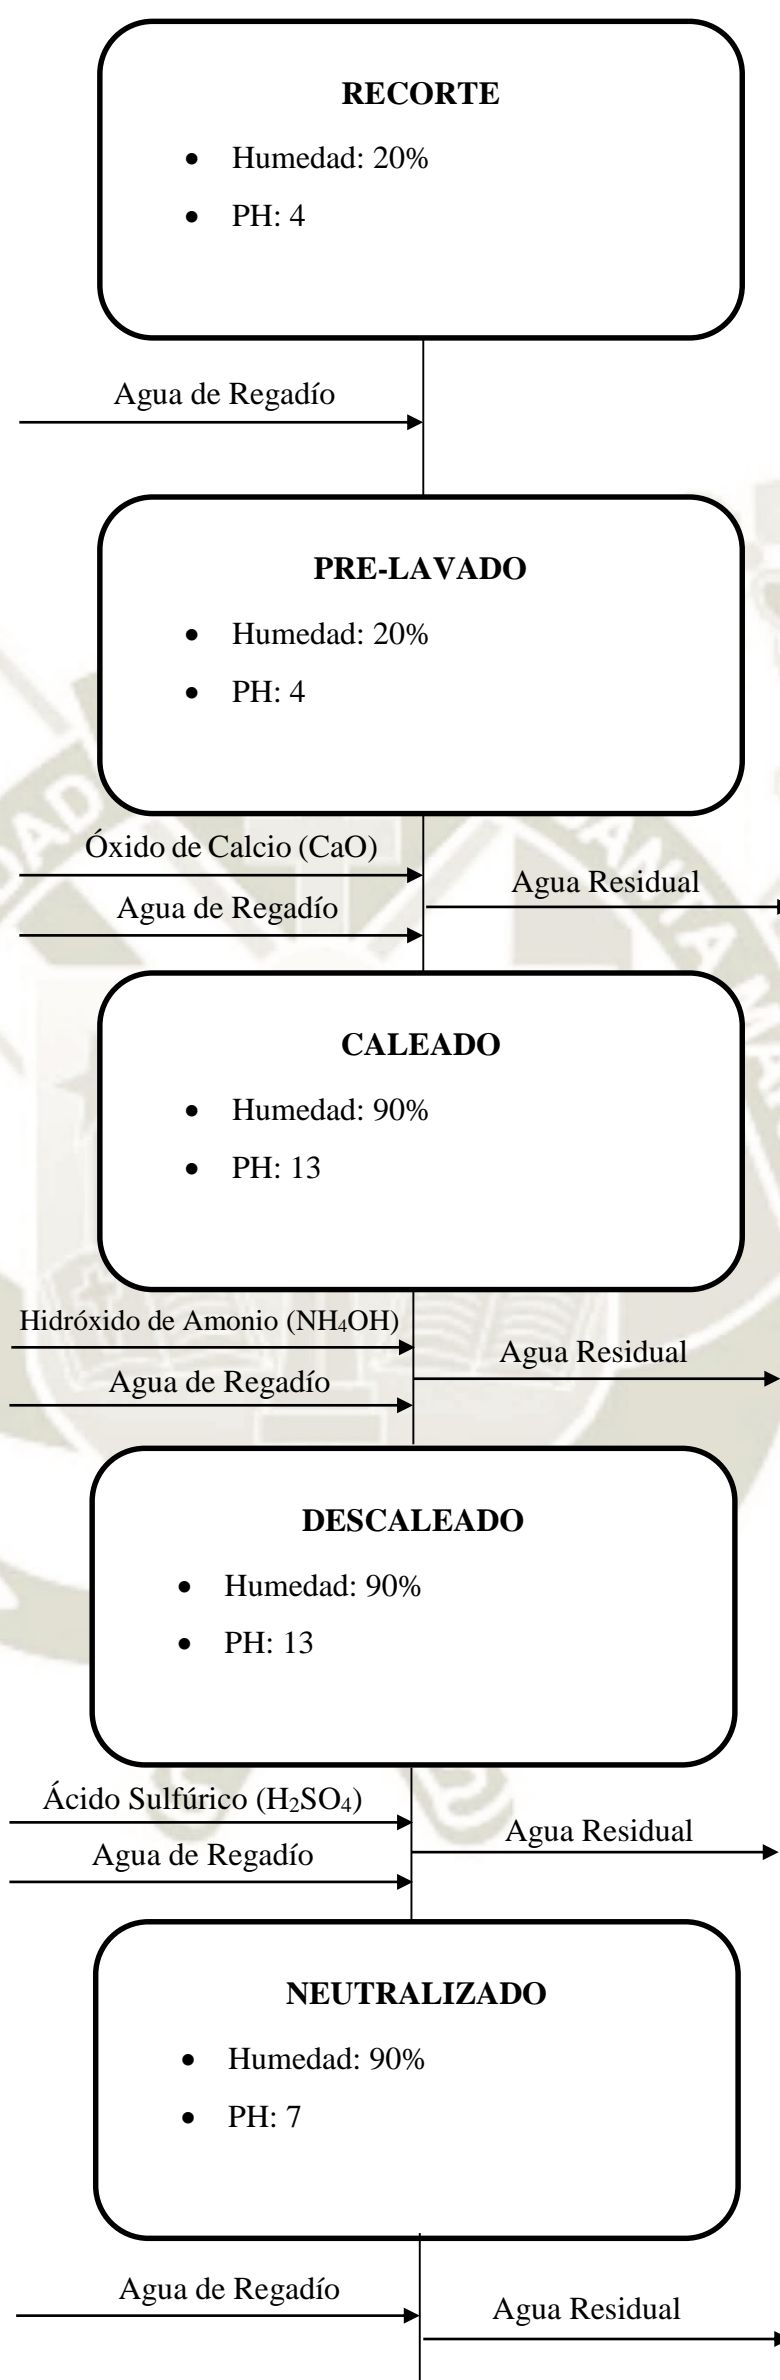 RECORTE
• Humedad: 20%
• PH: 4
Agua de Regadío
PRE-LAVADO
• Humedad: 20%
• PH: 4
Óxido de Calcio (CaO)
Agua Residual
Agua de Regadío
CALEADO
• Humedad: 90%
• PH: 13
Hidróxido de Amonio (NH₄OH)
Agua Residual
Agua de Regadío
DESCALEADO
• Humedad: 90%
• PH: 13
Ácido Sulfúrico (H₂SO₄)
Agua Residual
Agua de Regadío
NEUTRALIZADO
• Humedad: 90%
• PH: 7
Agua de Regadío
Agua Residual